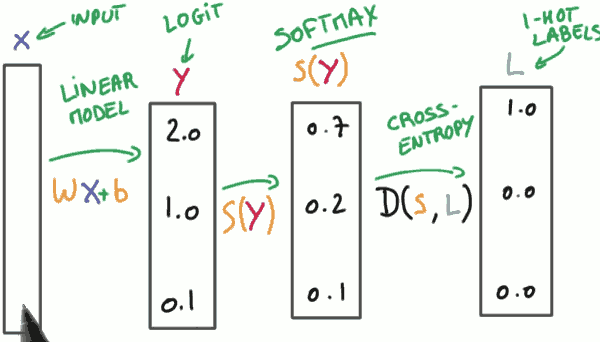 X
INPUT
LINEAR
MODEL
WX+b
LOGIT
Y
2.0
1.0
0.1
S(Y)
SOFTMAX
S(Y)
0.7
0.2
0.1
CROSS-
ENTROPY
D(S, L)
1-HOT
LABELS
L
1.0
0.0
0.0